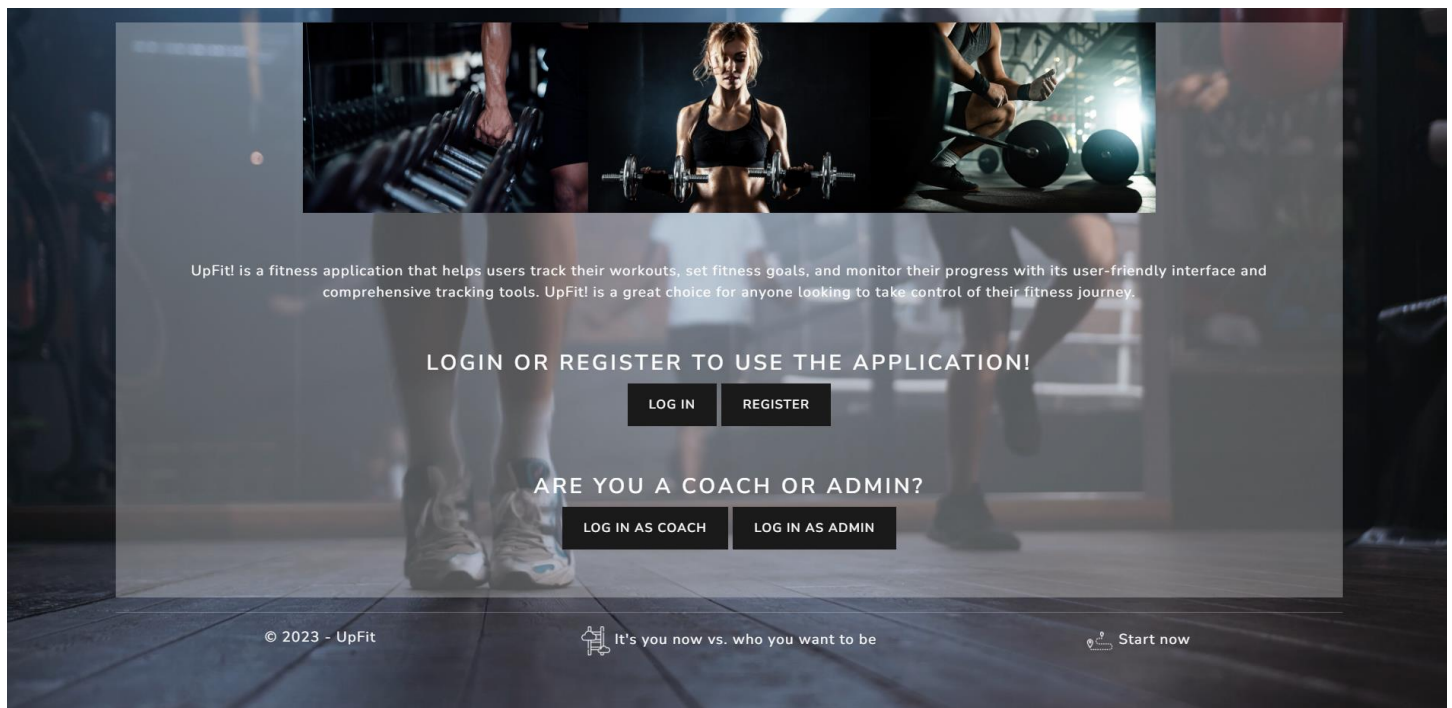 UpFit! is a fitness application that helps users track their workouts, set fitness goals, and monitor their progress with its user-friendly interface and
comprehensive tracking tools. UpFit! is a great choice for anyone looking to take control of their fitness journey.
LOGIN OR REGISTER TO USE THE APPLICATION!
LOG IN REGISTER
ARE YOU A COACH OR ADMIN?
LOG IN AS COACH LOG IN AS ADMIN
© 2023 - UpFit It's you now vs. who you want to be Start now